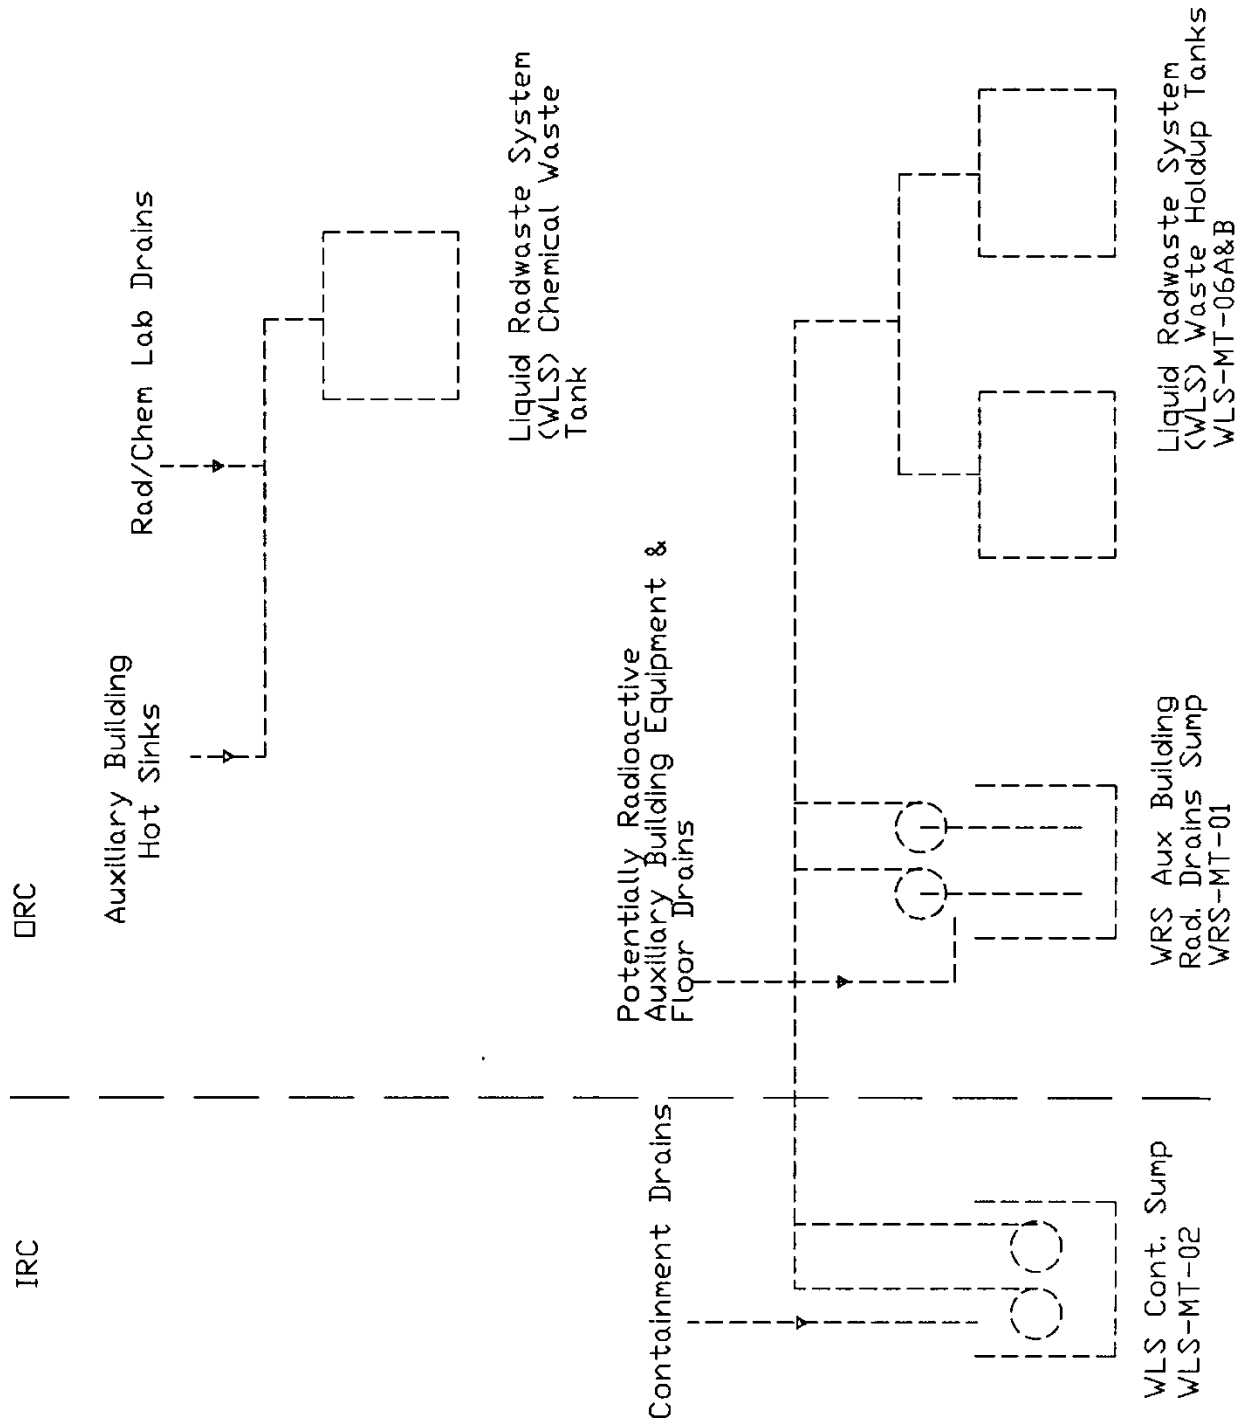 IRC
ORC
Auxiliary Building
Hot Sinks
Rad/Chem Lab Drains
Liquid Radwaste System
(WLS) Chemical Waste
Tank
Containment Drains
Potentially Radioactive
Auxiliary Building Equipment &
Floor Drains
WLS Cont. Sump
WLS-MT-02
WRS Aux Building
Rad. Drains Sump
WRS-MT-01
Liquid Radwaste System
(WLS) Waste Holdup Tanks
WLS-MT-06A&B